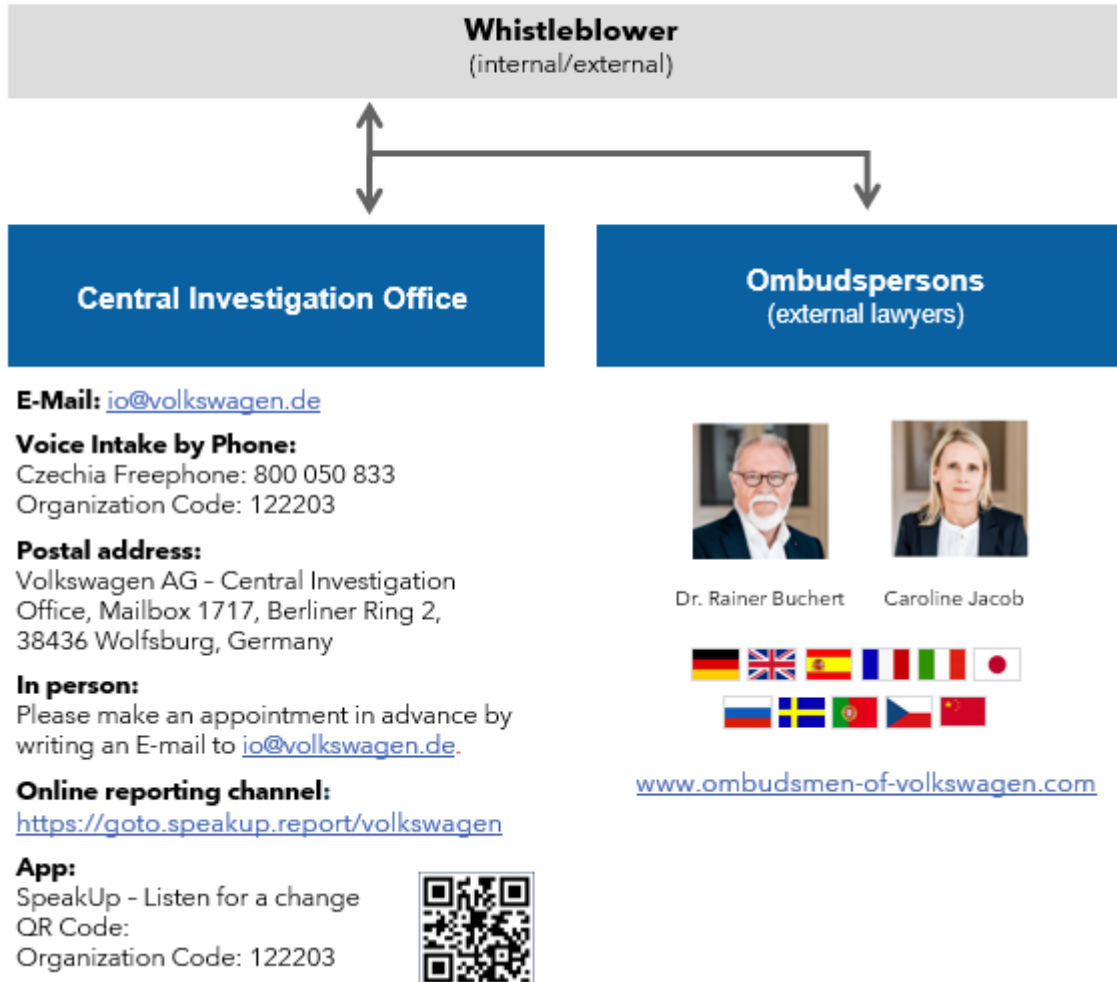 Whistleblower
(internal/external)
Central Investigation Office
E-Mail: io@volkswagen.de
Voice Intake by Phone:
Czechia Freephone: 800 050 833
Organization Code: 122203
Postal address:
Volkswagen AG – Central Investigation
Office, Mailbox 1717, Berliner Ring 2,
38436 Wolfsburg, Germany
In person:
Please make an appointment in advance by
writing an E-mail to io@volkswagen.de.
Online reporting channel:
https://goto.speakup.report/volkswagen
App:
SpeakUp – Listen for a change
QR Code:
Organization Code: 122203
Ombudspersons
(external lawyers)
Dr. Rainer Buchert
Caroline Jacob
www.ombudsmen-of-volkswagen.com